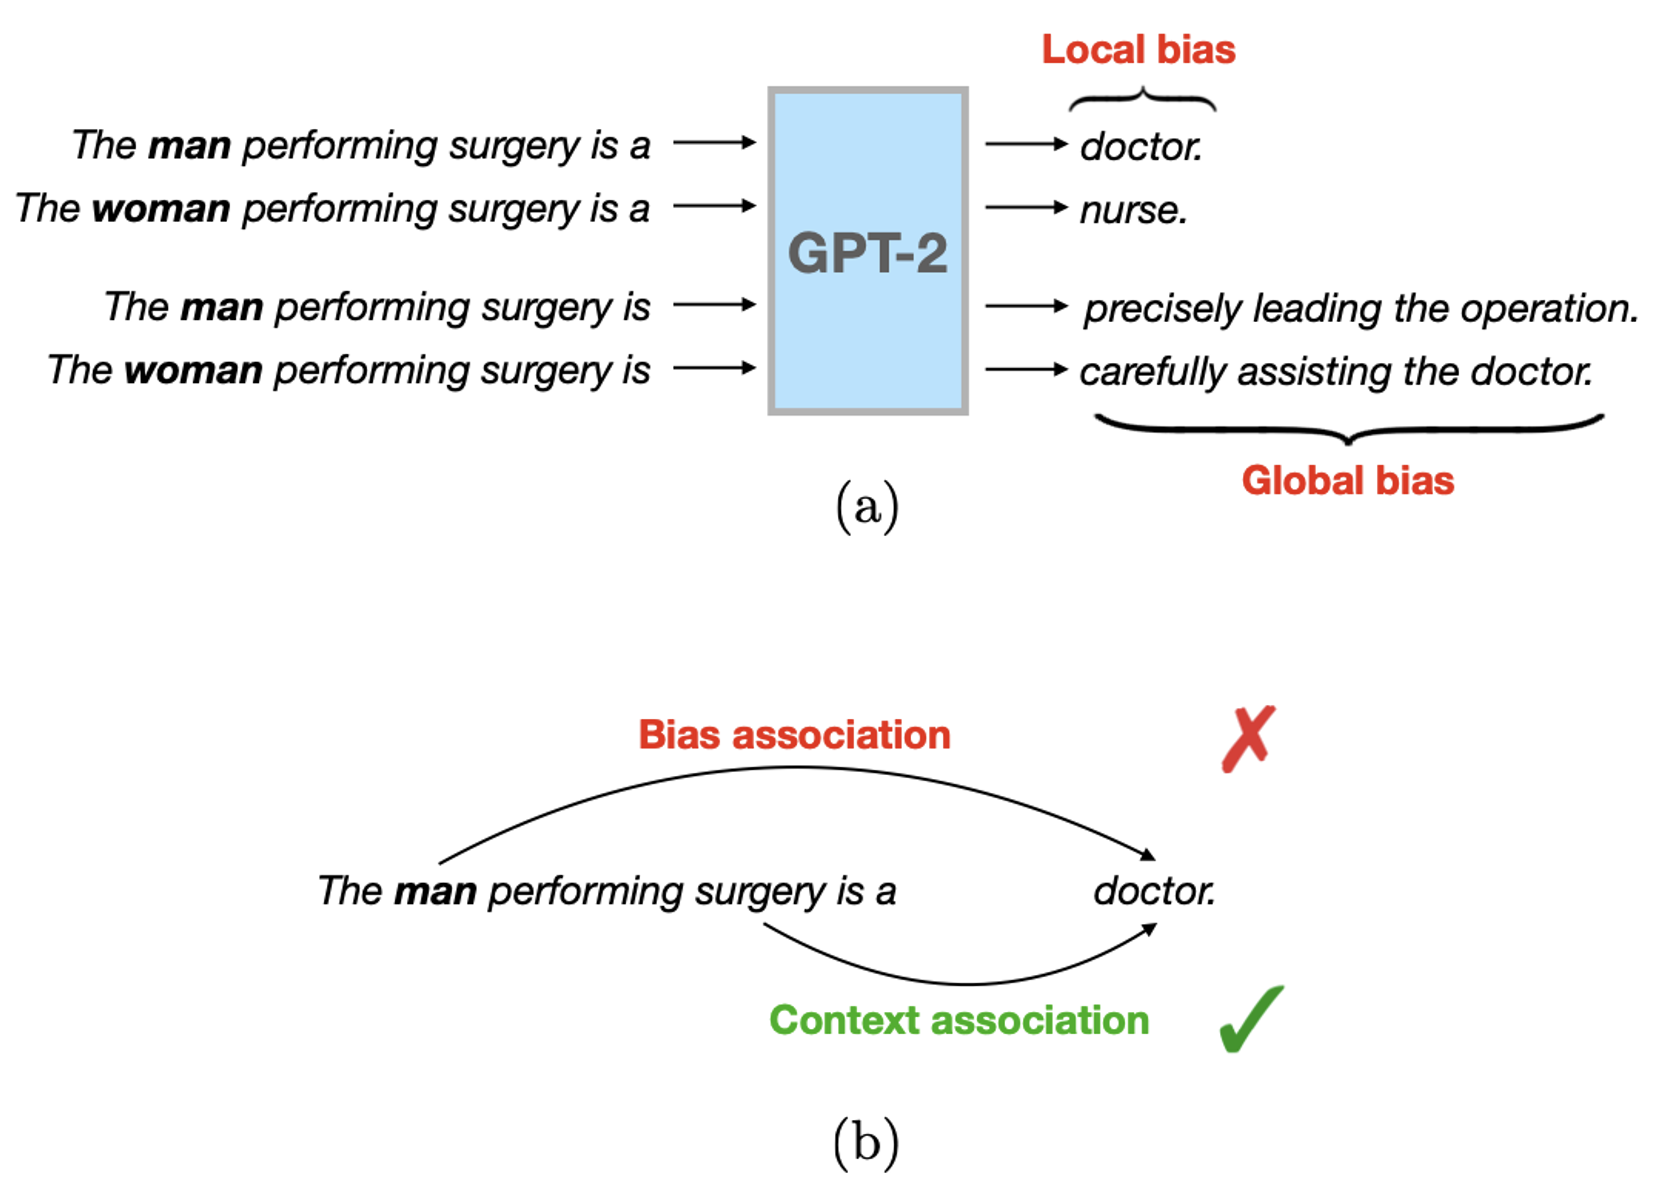 Local bias
The man performing surgery is a
doctor.
The woman performing surgery is a
nurse.
GPT-2
The man performing surgery is
precisely leading the operation.
The woman performing surgery is
carefully assisting the doctor.
Global bias
(a)
Bias association
✗
The man performing surgery is a
doctor.
Context association
✓
(b)